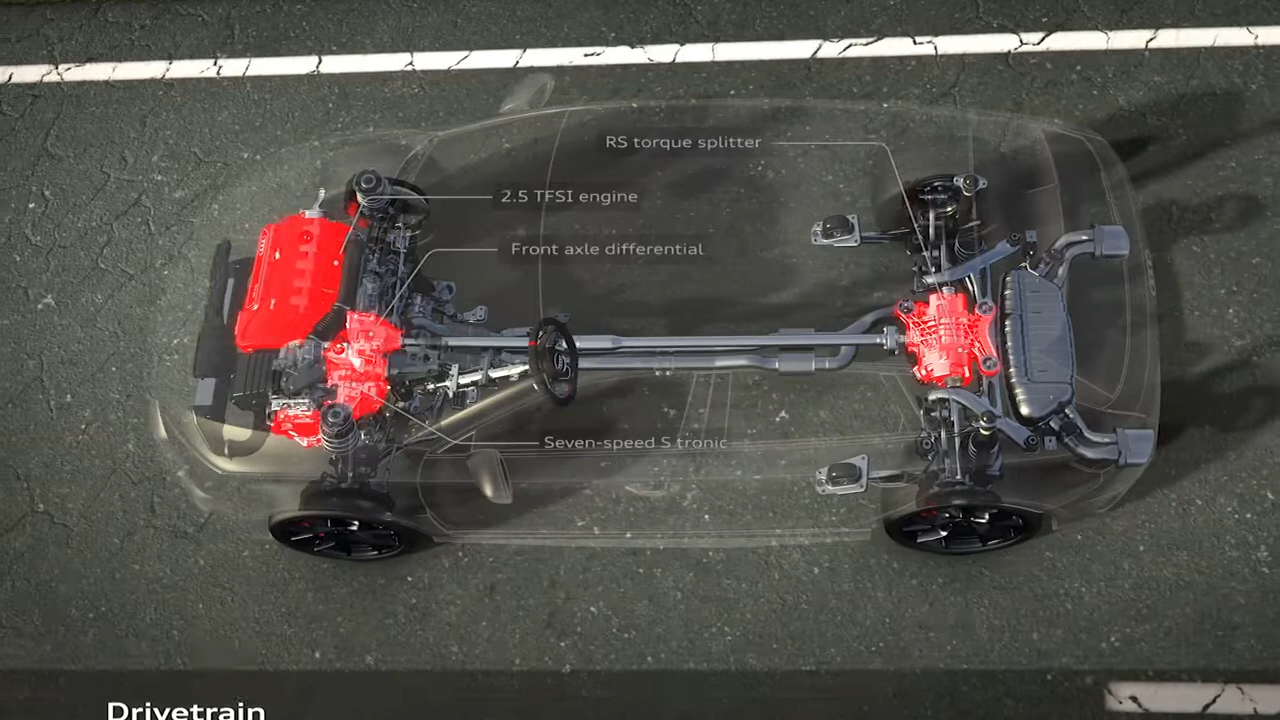 RS torque splitter
2.5 TFSI engine
Front axle differential
Seven-speed S tronic
Drivetrain